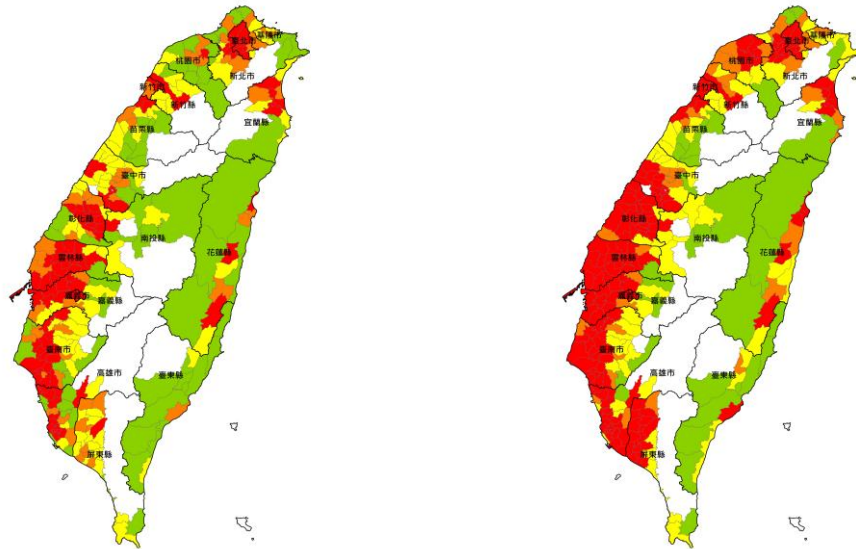 基隆市
臺北市
桃園市
新北市
新竹市
新竹縣
宜蘭縣
苗栗縣
臺中市
彰化縣
南投縣
花蓮縣
雲林縣
嘉義市
嘉義縣
臺南市
高雄市
臺東縣
屏東縣
基隆市
臺北市
桃園市
新北市
新竹市
新竹縣
宜蘭縣
苗栗縣
臺中市
彰化縣
南投縣
花蓮縣
雲林縣
嘉義市
嘉義縣
臺南市
高雄市
臺東縣
屏東縣